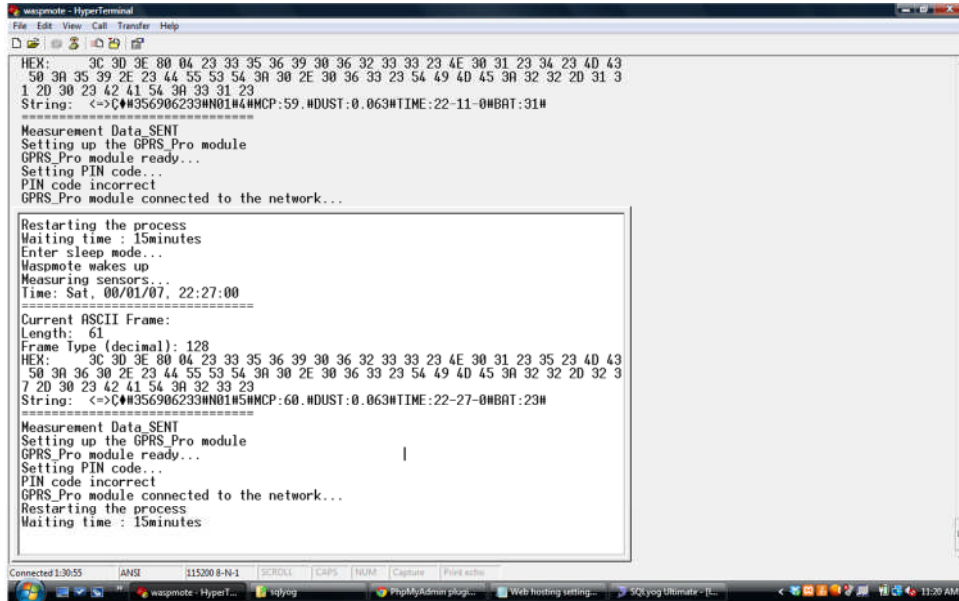 waspmote - HyperTerminal
File Edit View Call Transfer Help
HEX: 3C 3D 3E 80 04 23 33 35 36 39 30 36 32 33 33 23 4E 30 31 23 34 23 4D 43
50 3A 35 39 2E 23 44 55 53 54 3A 30 2E 30 36 33 23 54 49 4D 45 3A 32 32 2D 31 3
1 2D 30 23 42 41 54 3A 33 31 23
String: <=>Ç♦#356906233#N01#4#MCP:59.#DUST:0.063#TIME:22-11-0#BAT:31#
===============================
Measurement Data_SENT
Setting up the GPRS_Pro module
GPRS_Pro module ready...
Setting PIN code...
PIN code incorrect
GPRS_Pro module connected to the network...
Restarting the process
Waiting time : 15minutes
Enter sleep mode...
Waspmote wakes up
Measuring sensors...
Time: Sat, 00/01/07, 22:27:00
===============================
Current ASCII Frame:
Length: 61
Frame Type (decimal): 128
HEX: 3C 3D 3E 80 04 23 33 35 36 39 30 36 32 33 33 23 4E 30 31 23 35 23 4D 43
50 3A 36 30 2E 23 44 55 53 54 3A 30 2E 30 36 33 23 54 49 4D 45 3A 32 32 2D 32 3
7 2D 30 23 42 41 54 3A 32 33 23
String: <=>Ç♦#356906233#N01#5#MCP:60.#DUST:0.063#TIME:22-27-0#BAT:23#
===============================
Measurement Data_SENT
Setting up the GPRS_Pro module
GPRS_Pro module ready...
Setting PIN code...
PIN code incorrect
GPRS_Pro module connected to the network...
Restarting the process
Waiting time : 15minutes
Connected 1:30:55 ANSI 115200 8-N-1 SCROLL CAPS NUM Capture Print echo
waspmote - HyperT... sqlyog PhpMyAdmin plugi... Web hosting setting... SQLyog Ultimate - [L... 11:20 AM